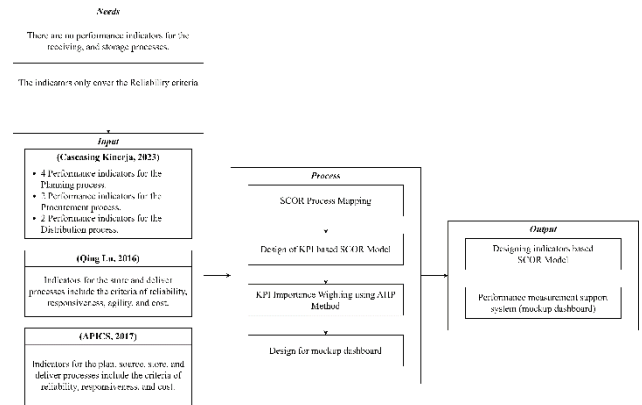 Needs
There are no performance indicators for the
receiving, and storage processes.
The indicators only cover the Reliability criteria
Input
(Cascasing Kinerja, 2023)
• 4 Performance indicators for the
Planning process.
• 3 Performance indicators for the
Procurement process.
• 2 Performance indicators for the
Distribution process.
(Qing Lu, 2016)
Indicators for the store and deliver
processes include the criteria of reliability,
responsiveness, agility, and cost.
(APICS, 2017)
Indicators for the plan, source, store, and
deliver processes include the criteria of
reliability, responsiveness, and cost.
Process
SCOR Process Mapping
Design of KPI based SCOR Model
KPI Importance Wighting using AHP
Method
Design for mockup dashboard
Output
Designing indicators based
SCOR Model
Performance measurement support
system (mockup dashboard)